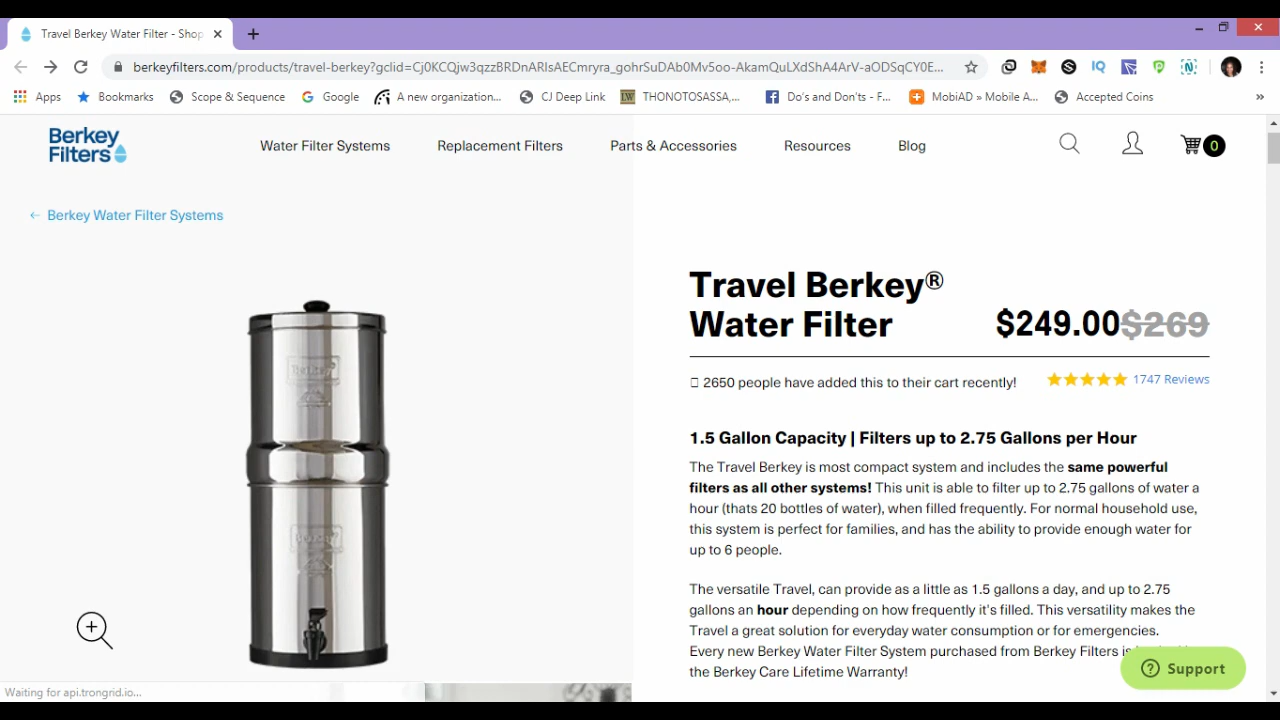 Travel Berkey Water Filter - Shop
berkeyfilters.com/products/travel-berkey?gclid=Cj0KCQjw3qzzBRDnARIsAECmryra_gohrSuDAb0Mv5oo-AkamQuLXdShA4ArV-aODSqCY0E...
Apps Bookmarks Scope & Sequence Google A new organization... CJ Deep Link LW THONOTOSASSA,... Do's and Don'ts - F... MobiAD » Mobile A... Accepted Coins »
Berkey
Filters
Water Filter Systems Replacement Filters Parts & Accessories Resources Blog 0
← Berkey Water Filter Systems
Travel Berkey®
Water Filter $249.00 $269
2650 people have added this to their cart recently! 1747 Reviews
1.5 Gallon Capacity | Filters up to 2.75 Gallons per Hour
The Travel Berkey is most compact system and includes the same powerful
filters as all other systems! This unit is able to filter up to 2.75 gallons of water a
hour (thats 20 bottles of water), when filled frequently. For normal household use,
this system is perfect for families, and has the ability to provide enough water for
up to 6 people.
The versatile Travel, can provide as a little as 1.5 gallons a day, and up to 2.75
gallons an hour depending on how frequently it's filled. This versatility makes the
Travel a great solution for everyday water consumption or for emergencies.
Every new Berkey Water Filter System purchased from Berkey Filters is
the Berkey Care Lifetime Warranty!
Support
Waiting for api.trongrid.io...